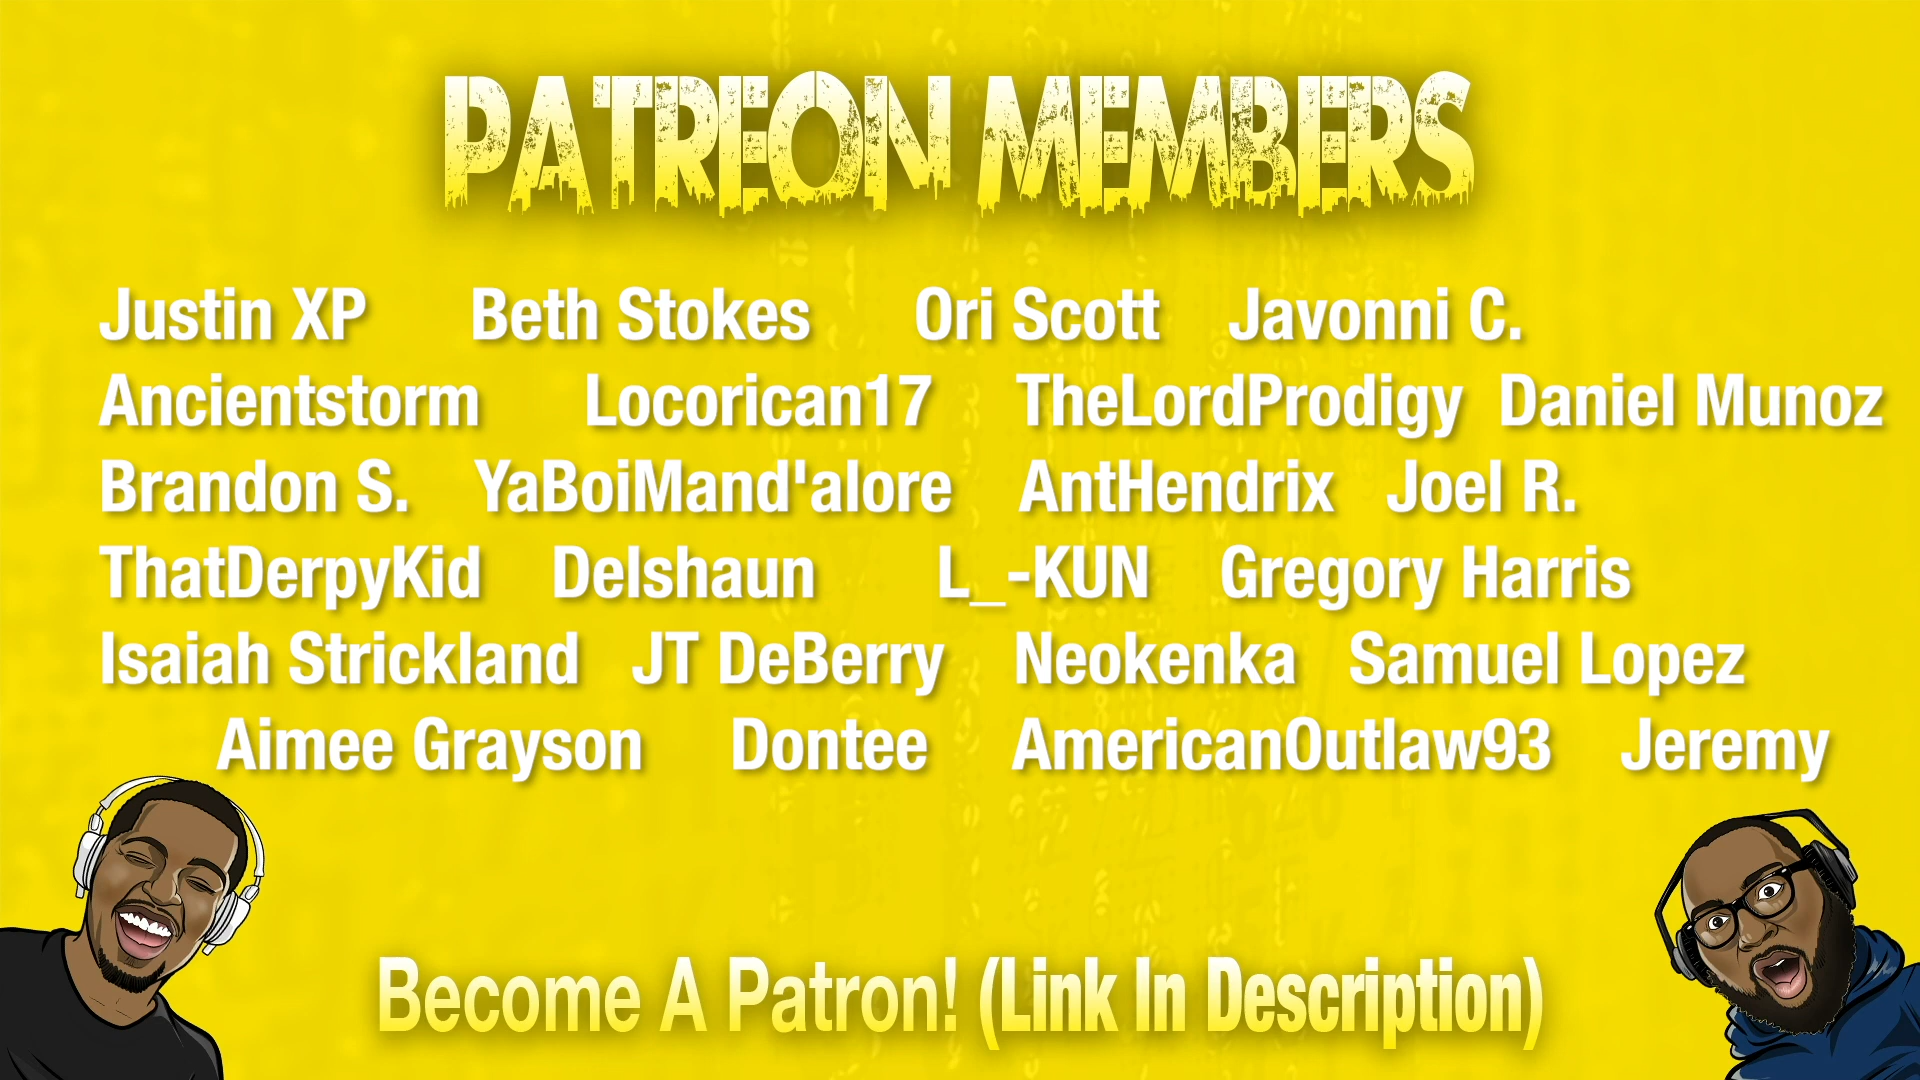 PATREON MEMBERS
Justin XP Beth Stokes Ori Scott Javonni C.
Ancientstorm Locorican17 TheLordProdigy Daniel Munoz
Brandon S. YaBoiMand'alore AntHendrix Joel R.
ThatDerpyKid Delshaun L_-KUN Gregory Harris
Isaiah Strickland JT DeBerry Neokenka Samuel Lopez
Aimee Grayson Dontee AmericanOutlaw93 Jeremy
Become A Patron! (Link In Description)